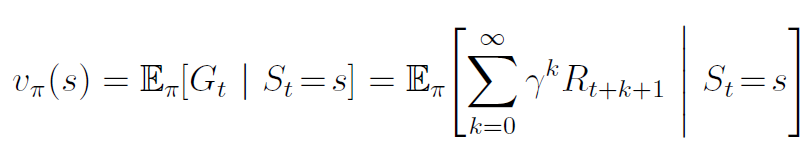 v_π(s) = 𝔼_π[G_t | S_t = s] = 𝔼_π[∑_{k=0}^{∞} γ^k R_{t+k+1} | S_t = s]